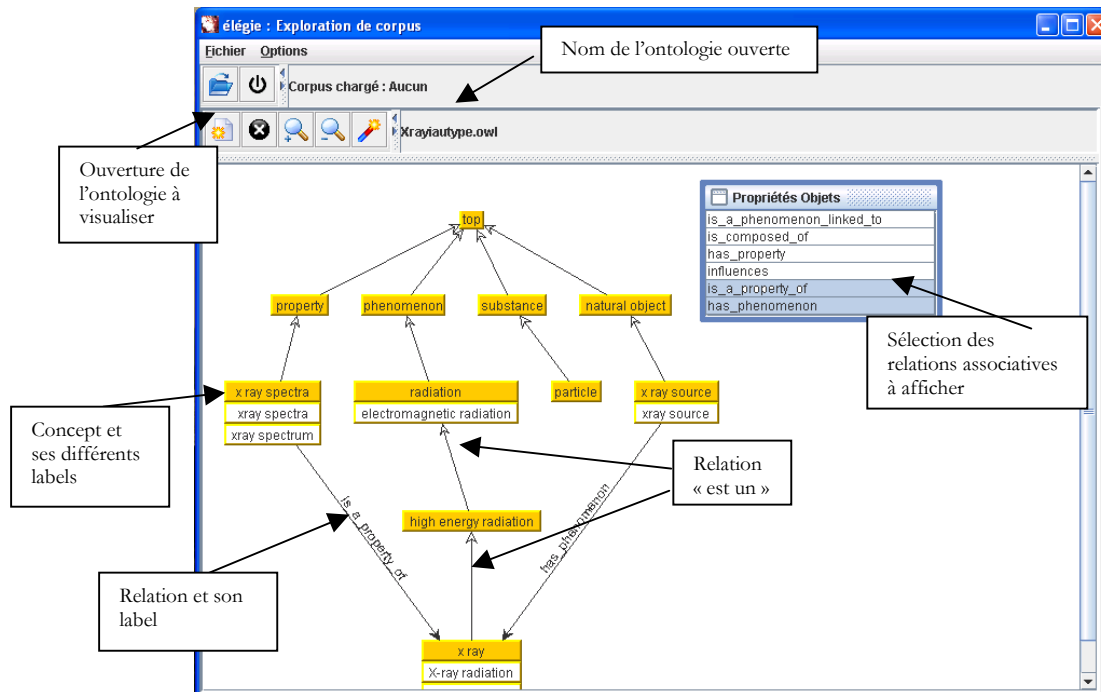 élégie : Exploration de corpus
Fichier Options
Nom de l’ontologie ouverte
Corpus chargé : Aucun
Xrayiautype.owl
Ouverture de
l’ontologie à
visualiser
Propriétés Objets
is_a_phenomenon_linked_to
is_composed_of
has_property
influences
is_a_property_of
has_phenomenon
top
property
phenomenon
substance
natural object
Sélection des
relations associatives
à afficher
x ray spectra
xray spectra
xray spectrum
radiation
electromagnetic radiation
particle
x ray source
xray source
Concept et
ses différents
labels
Relation
« est un »
is_a_property_of
has_phenomenon
high energy radiation
Relation et son
label
x ray
X-ray radiation